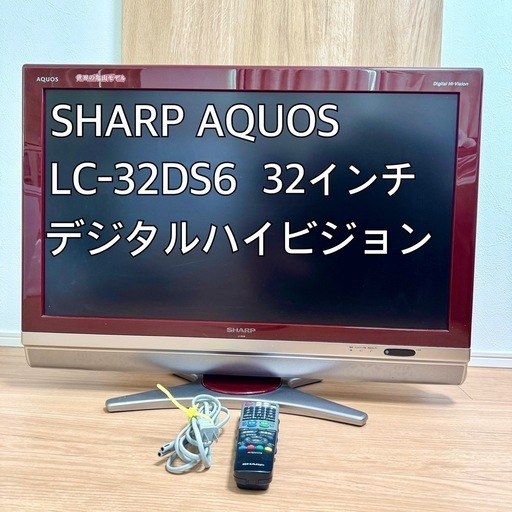 AQUOS
世界の亀山モデル
Digital Hi-Vision
SHARP AQUOS
LC-32DS6 32インチ
デジタルハイビジョン
SHARP